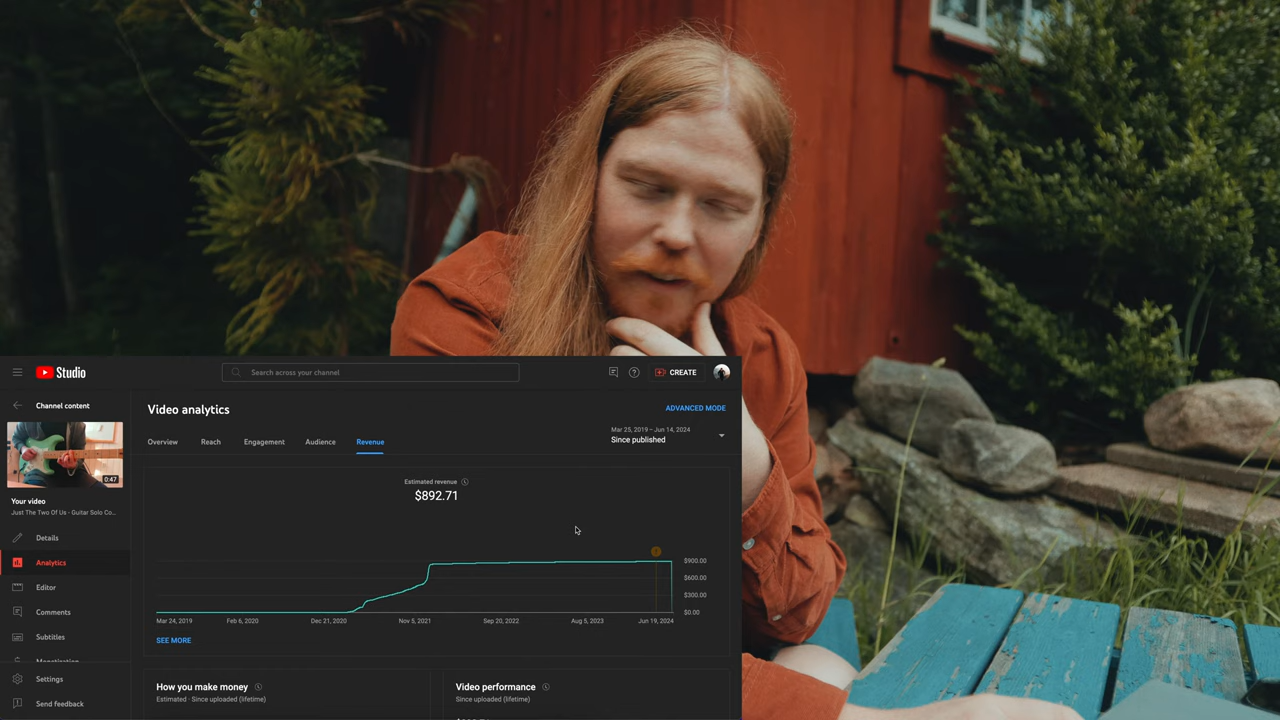 Studio
Search across your channel
CREATE
Channel content
Video analytics
ADVANCED MODE
Overview
Reach
Engagement
Audience
Revenue
Mar 25, 2019 – Jun 14, 2024
Since published
0:47
Your video
Just The Two Of Us - Guitar Solo Co...
Details
Analytics
Editor
Comments
Subtitles
Monetization
Settings
Send feedback
Estimated revenue
$892.71
$900.00
$600.00
$300.00
$0.00
Mar 24, 2019
Feb 6, 2020
Dec 21, 2020
Nov 5, 2021
Sep 20, 2022
Aug 5, 2023
Jun 19, 2024
SEE MORE
How you make money
Estimated · Since uploaded (lifetime)
Video performance
Since uploaded (lifetime)